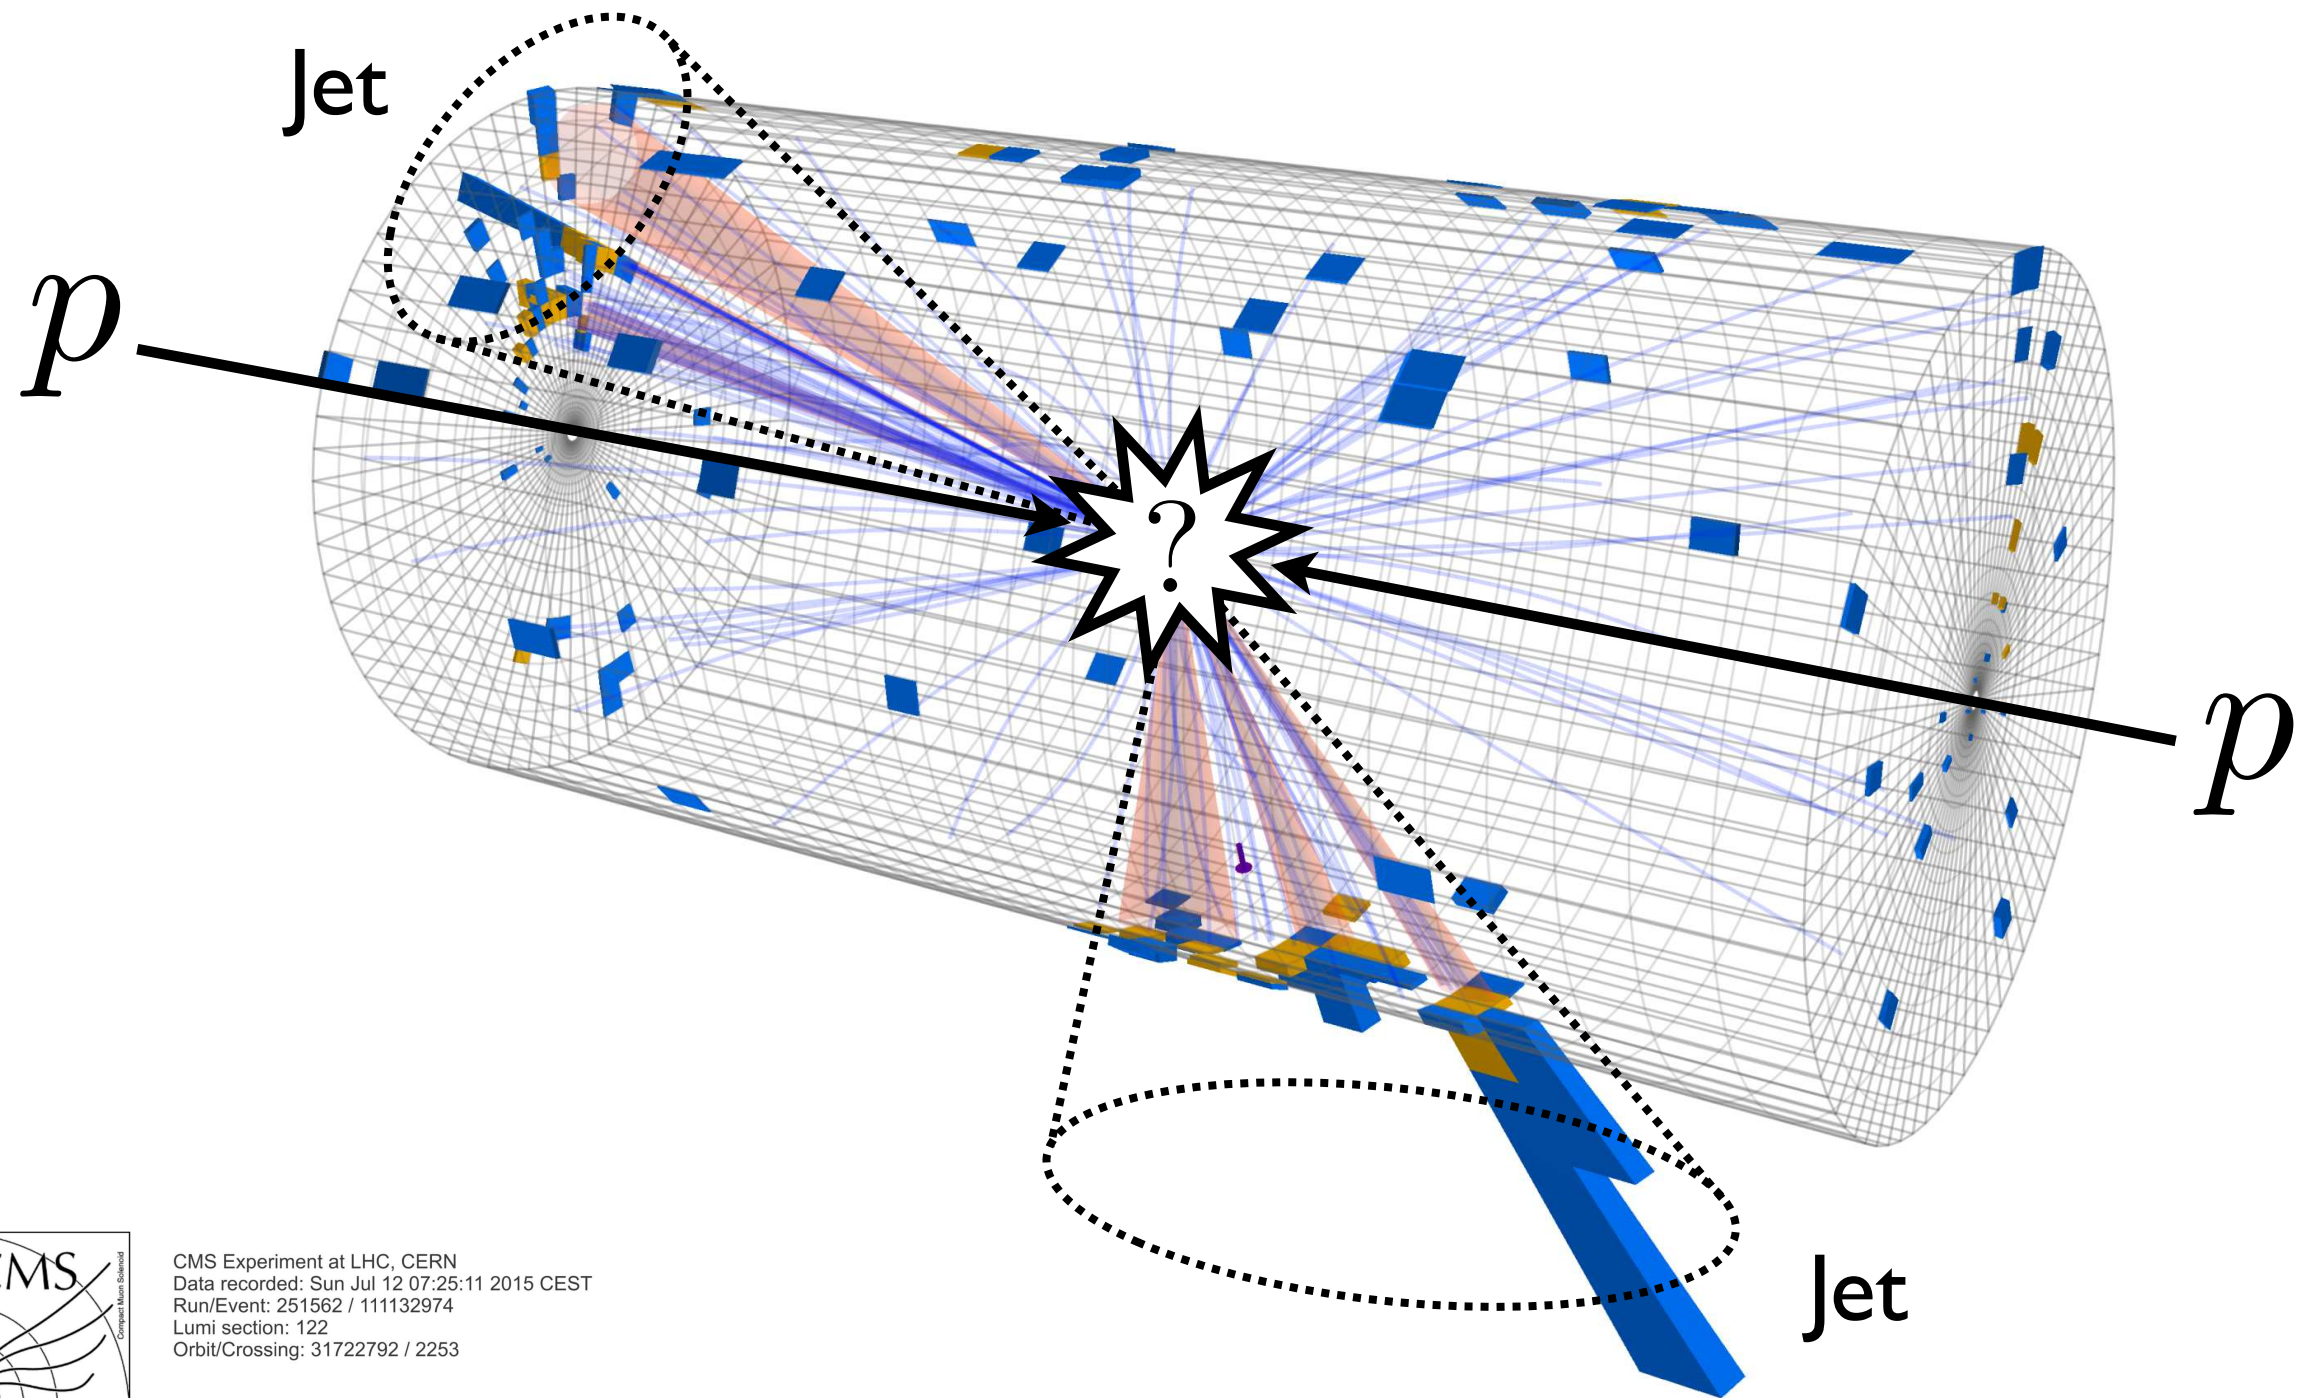 Jet
p
?
p
CMS
Compact Muon Solenoid
CMS Experiment at LHC, CERN
Data recorded: Sun Jul 12 07:25:11 2015 CEST
Run/Event: 251562 / 111132974
Lumi section: 122
Orbit/Crossing: 31722792 / 2253
Jet